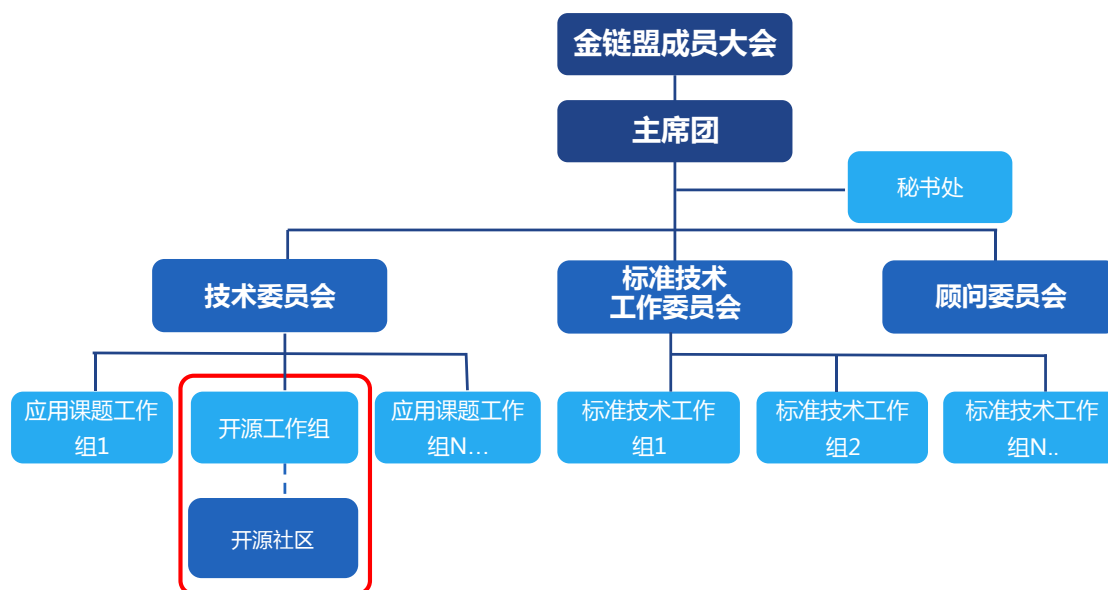 金链盟成员大会
主席团
秘书处
技术委员会
标准技术
工作委员会
顾问委员会
应用课题工作
组1
开源工作组
应用课题工作
组N...
标准技术工作
组1
标准技术工作
组2
标准技术工作
组N..
开源社区